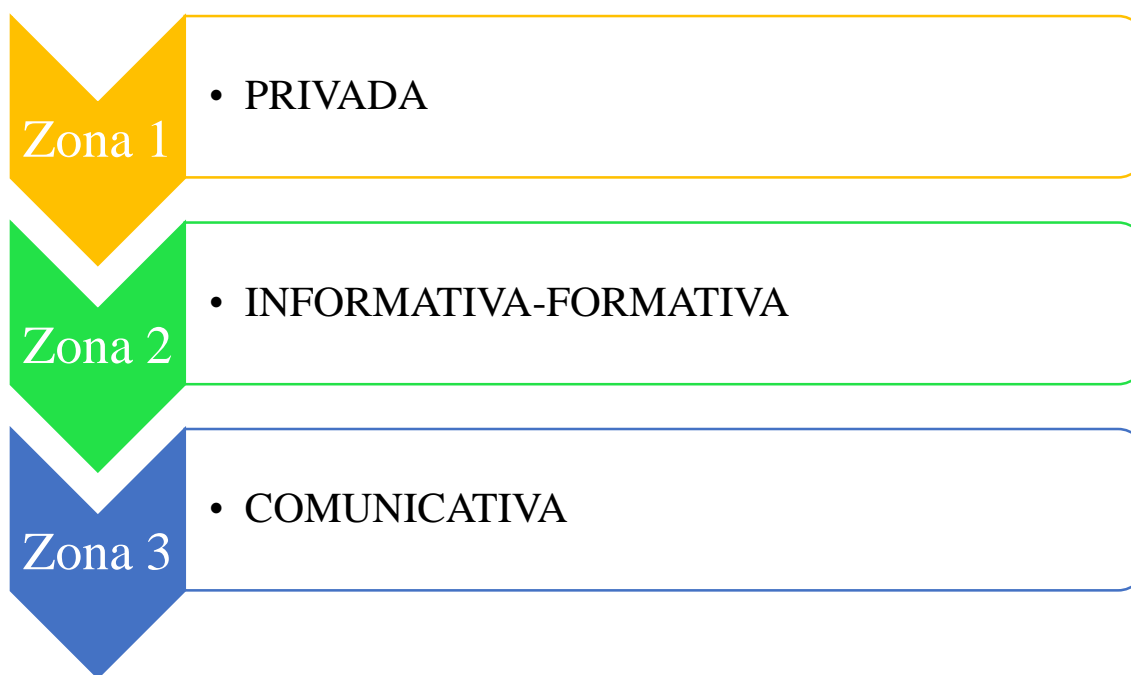 Zona 1
• PRIVADA
Zona 2
• INFORMATIVA-FORMATIVA
Zona 3
• COMUNICATIVA